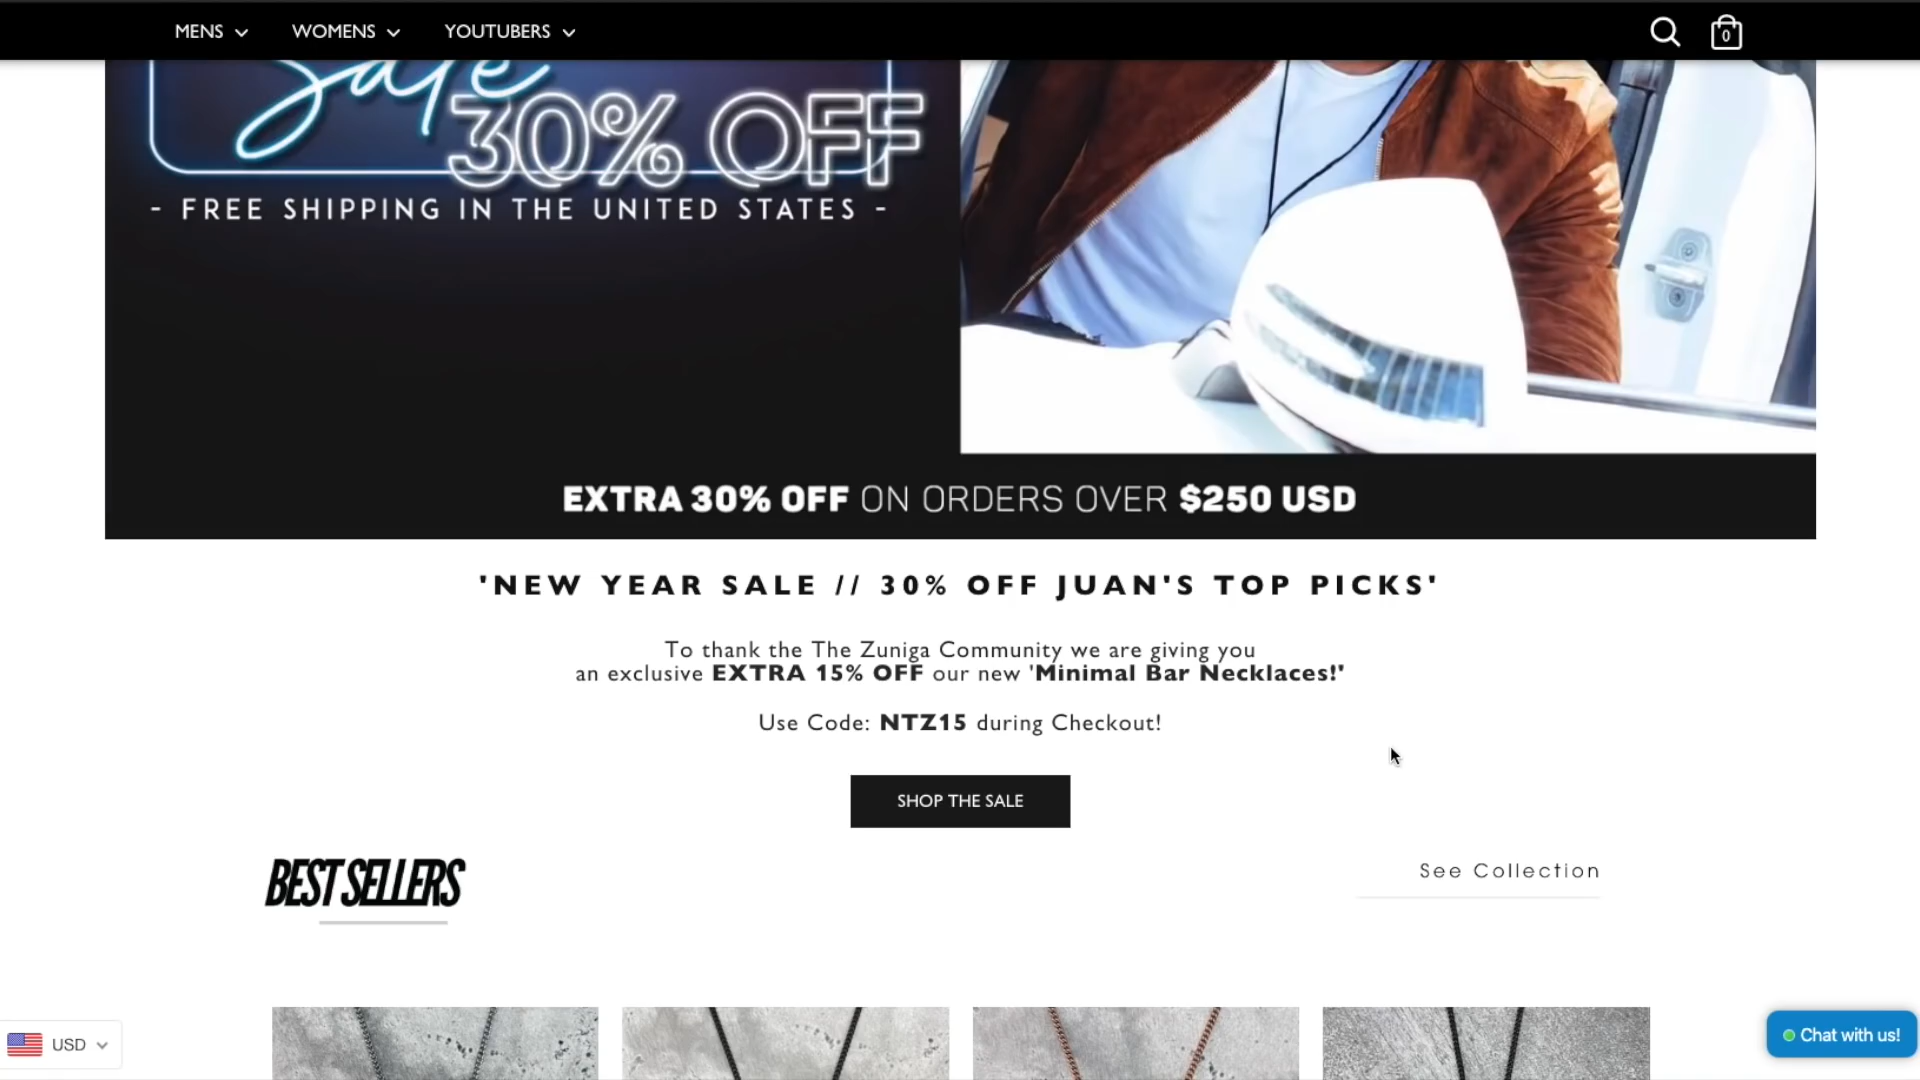 MENS
WOMENS
YOUTUBERS
0
Sale
30% OFF
- FREE SHIPPING IN THE UNITED STATES -
EXTRA 30% OFF ON ORDERS OVER $250 USD
'NEW YEAR SALE // 30% OFF JUAN'S TOP PICKS'
To thank the The Zuniga Community we are giving you
an exclusive EXTRA 15% OFF our new 'Minimal Bar Necklaces!'
Use Code: NTZ15 during Checkout!
SHOP THE SALE
BEST SELLERS
See Collection
USD
Chat with us!